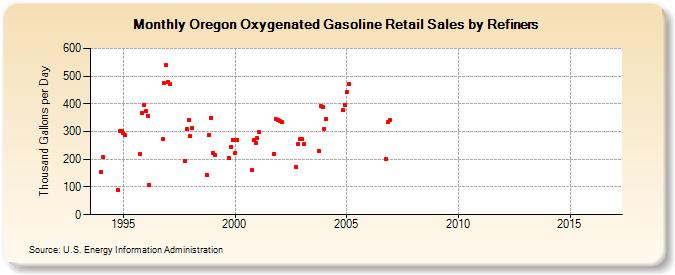 Monthly Oregon Oxygenated Gasoline Retail Sales by Refiners
Thousand Gallons per Day
600
500
400
300
200
100
0
1995 2000 2005 2010 2015
Source: U.S. Energy Information Administration